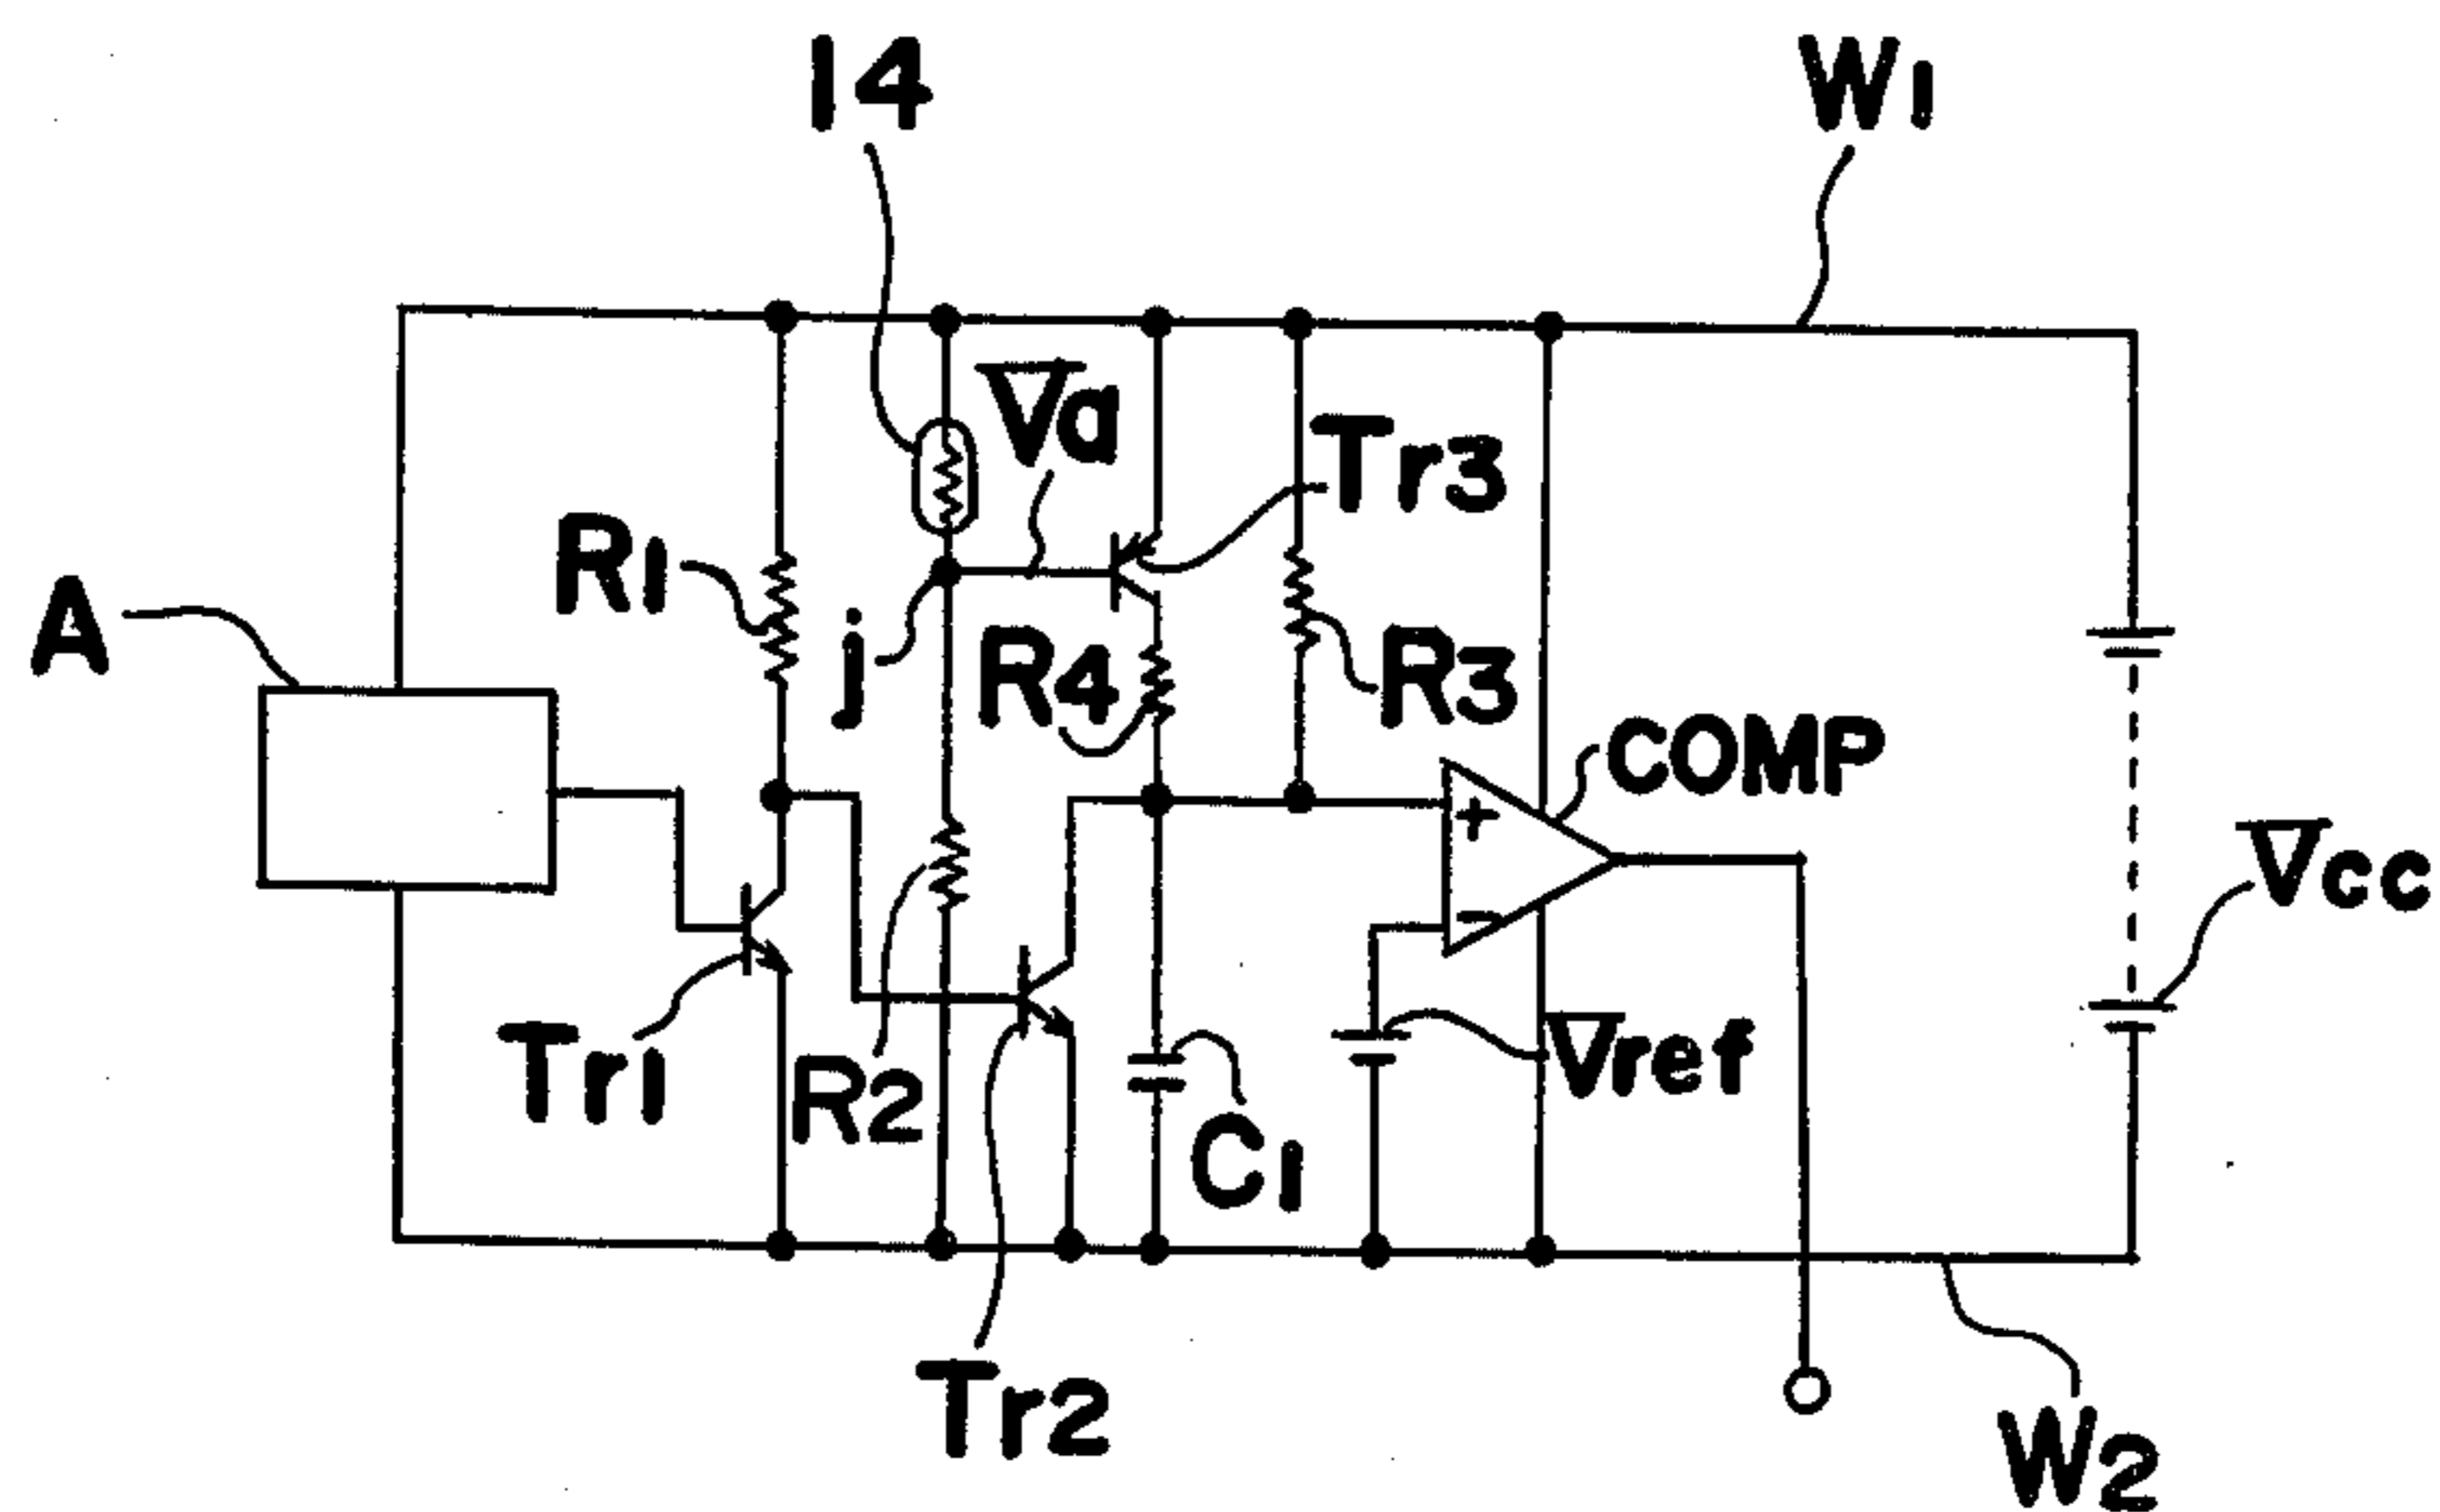 14
W1
Va
Tr3
R1
A
j
R4
R3
COMP
+
Vcc
−
Tr1
R2
Vref
C1
Tr2
W2